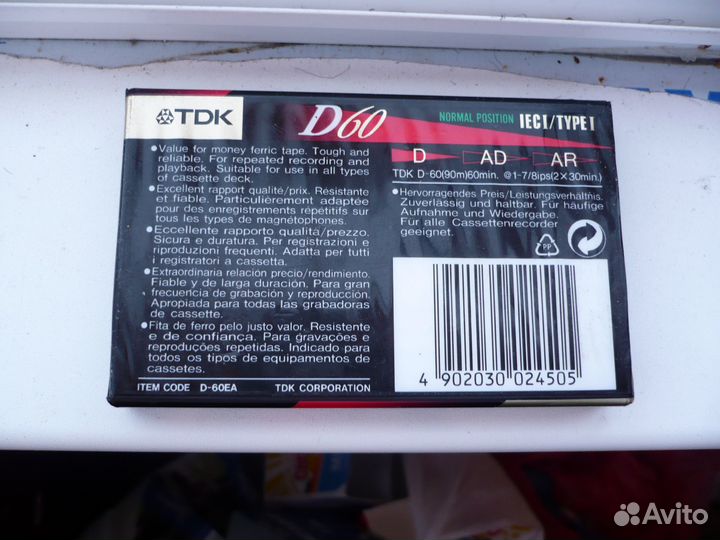 TDK
D60
NORMAL POSITION IECI/TYPE I
D AD AR
TDK D-60(90m)60min. @1-7/8ips(2×30min.)
•Value for money ferric tape. Tough and
reliable. For repeated recording and
playback. Suitable for use in all types
of cassette deck.
•Excellent rapport qualité/prix. Résistante
et fiable. Particulièrement adaptée
pour des enregistrements répétitifs sur
tous les types de magnétophones.
•Eccellente rapporto qualita/prezzo.
Sicura e duratura. Per registrazioni e
riproduzioni frequenti. Adatta per tutti
i registratori a cassetta.
•Extraordinaria relación precio/rendimiento.
Fiable y de larga duración. Para gran
frecuencia de grabación y reproducción.
Apropiada para todas las grabadoras
de cassette.
•Fita de ferro pelo justo valor. Resistente
e de confiança. Para gravações e
reproduções repetidas. Indicado para
todos os tipos de equipamentos de
cassetes.
•Hervorragendes Preis/Leistungsverhältnis.
Zuverlässig und haltbar. Für häufige
Aufnahme und Wiedergabe.
Für alle Cassettenrecorder
geeignet.
PP
4 902030 024505
ITEM CODE D-60EA TDK CORPORATION
Avito